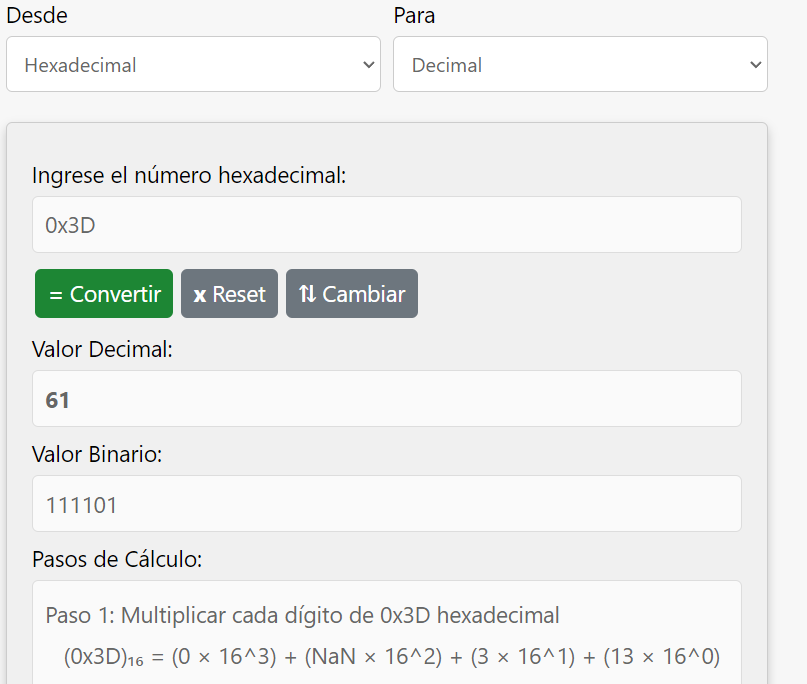 Desde Para
Hexadecimal Decimal
Ingrese el número hexadecimal:
0x3D
= Convertir x Reset ⇅ Cambiar
Valor Decimal:
61
Valor Binario:
111101
Pasos de Cálculo:
Paso 1: Multiplicar cada dígito de 0x3D hexadecimal
(0x3D)₁₆ = (0 × 16^3) + (NaN × 16^2) + (3 × 16^1) + (13 × 16^0)